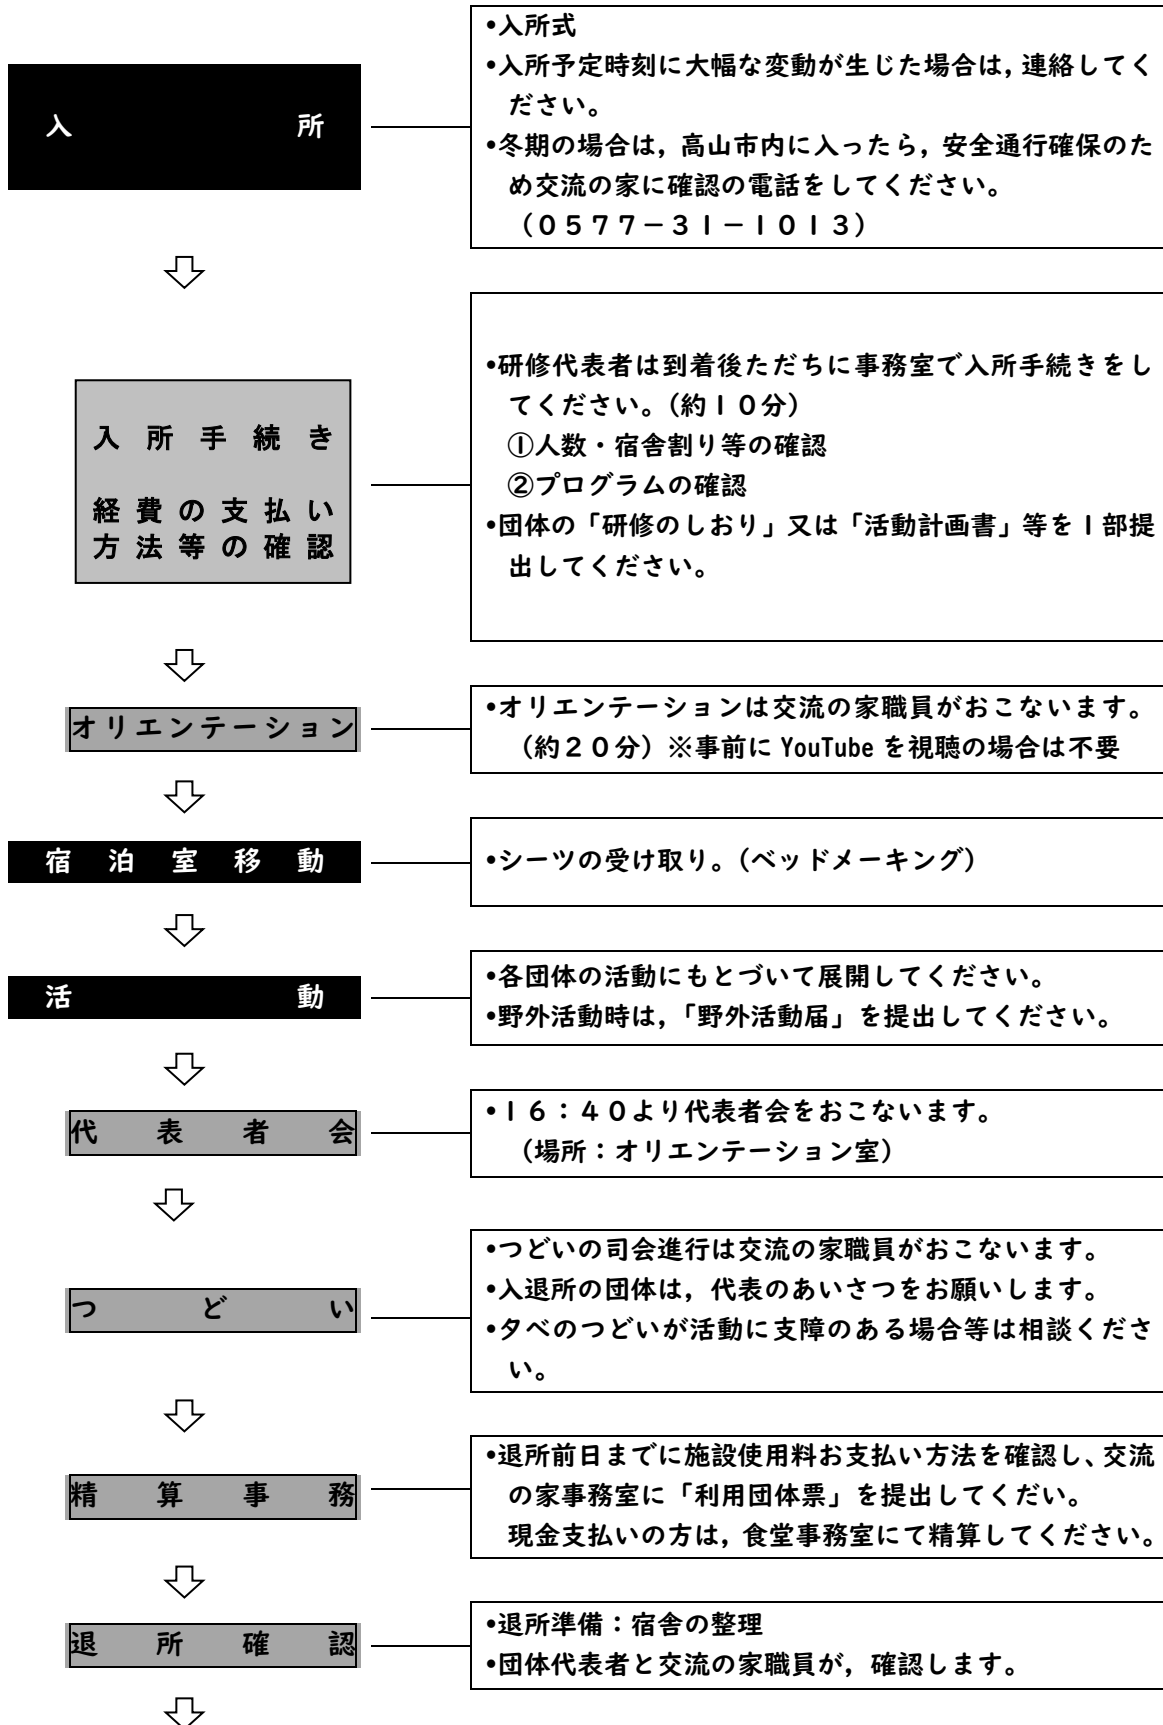 入所
•入所式
•入所予定時刻に大幅な変動が生じた場合は，連絡してく
ださい。
•冬期の場合は，高山市内に入ったら，安全通行確保のた
め交流の家に確認の電話をしてください。
（０５７７－３１－１０１３）
入所手続き
経費の支払い
方法等の確認
•研修代表者は到着後ただちに事務室で入所手続きをし
てください。（約１０分）
①人数・宿舎割り等の確認
②プログラムの確認
•団体の「研修のしおり」又は「活動計画書」等を１部提
出してください。
オリエンテーション
•オリエンテーションは交流の家職員がおこないます。
（約２０分）※事前に YouTube を視聴の場合は不要
宿泊室移動
•シーツの受け取り。（ベッドメーキング）
活動
•各団体の活動にもとづいて展開してください。
•野外活動時は，「野外活動届」を提出してください。
代表者会
•１６：４０より代表者会をおこないます。
（場所：オリエンテーション室）
つどい
•つどいの司会進行は交流の家職員がおこないます。
•入退所の団体は，代表のあいさつをお願いします。
•夕べのつどいが活動に支障のある場合等は相談くださ
い。
精算事務
•退所前日までに施設使用料お支払い方法を確認し、交流
の家事務室に「利用団体票」を提出してくだい。
現金支払いの方は，食堂事務室にて精算してください。
退所確認
•退所準備：宿舎の整理
•団体代表者と交流の家職員が，確認します。